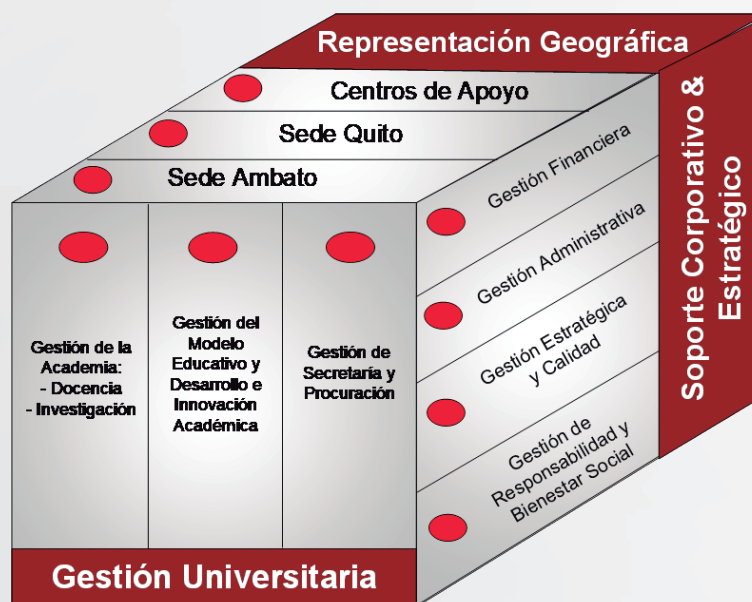 Representación Geográfica
Centros de Apoyo
Sede Quito
Sede Ambato
Gestión de la
Academia:
- Docencia
- Investigación
Gestión del
Modelo
Educativo y
Desarrollo e
Innovación
Académica
Gestión de
Secretaría y
Procuración
Gestión Universitaria
Gestión Financiera
Gestión Administrativa
Gestión Estratégica
y Calidad
Gestión de
Responsabilidad y
Bienestar Social
Soporte Corporativo &
Estratégico